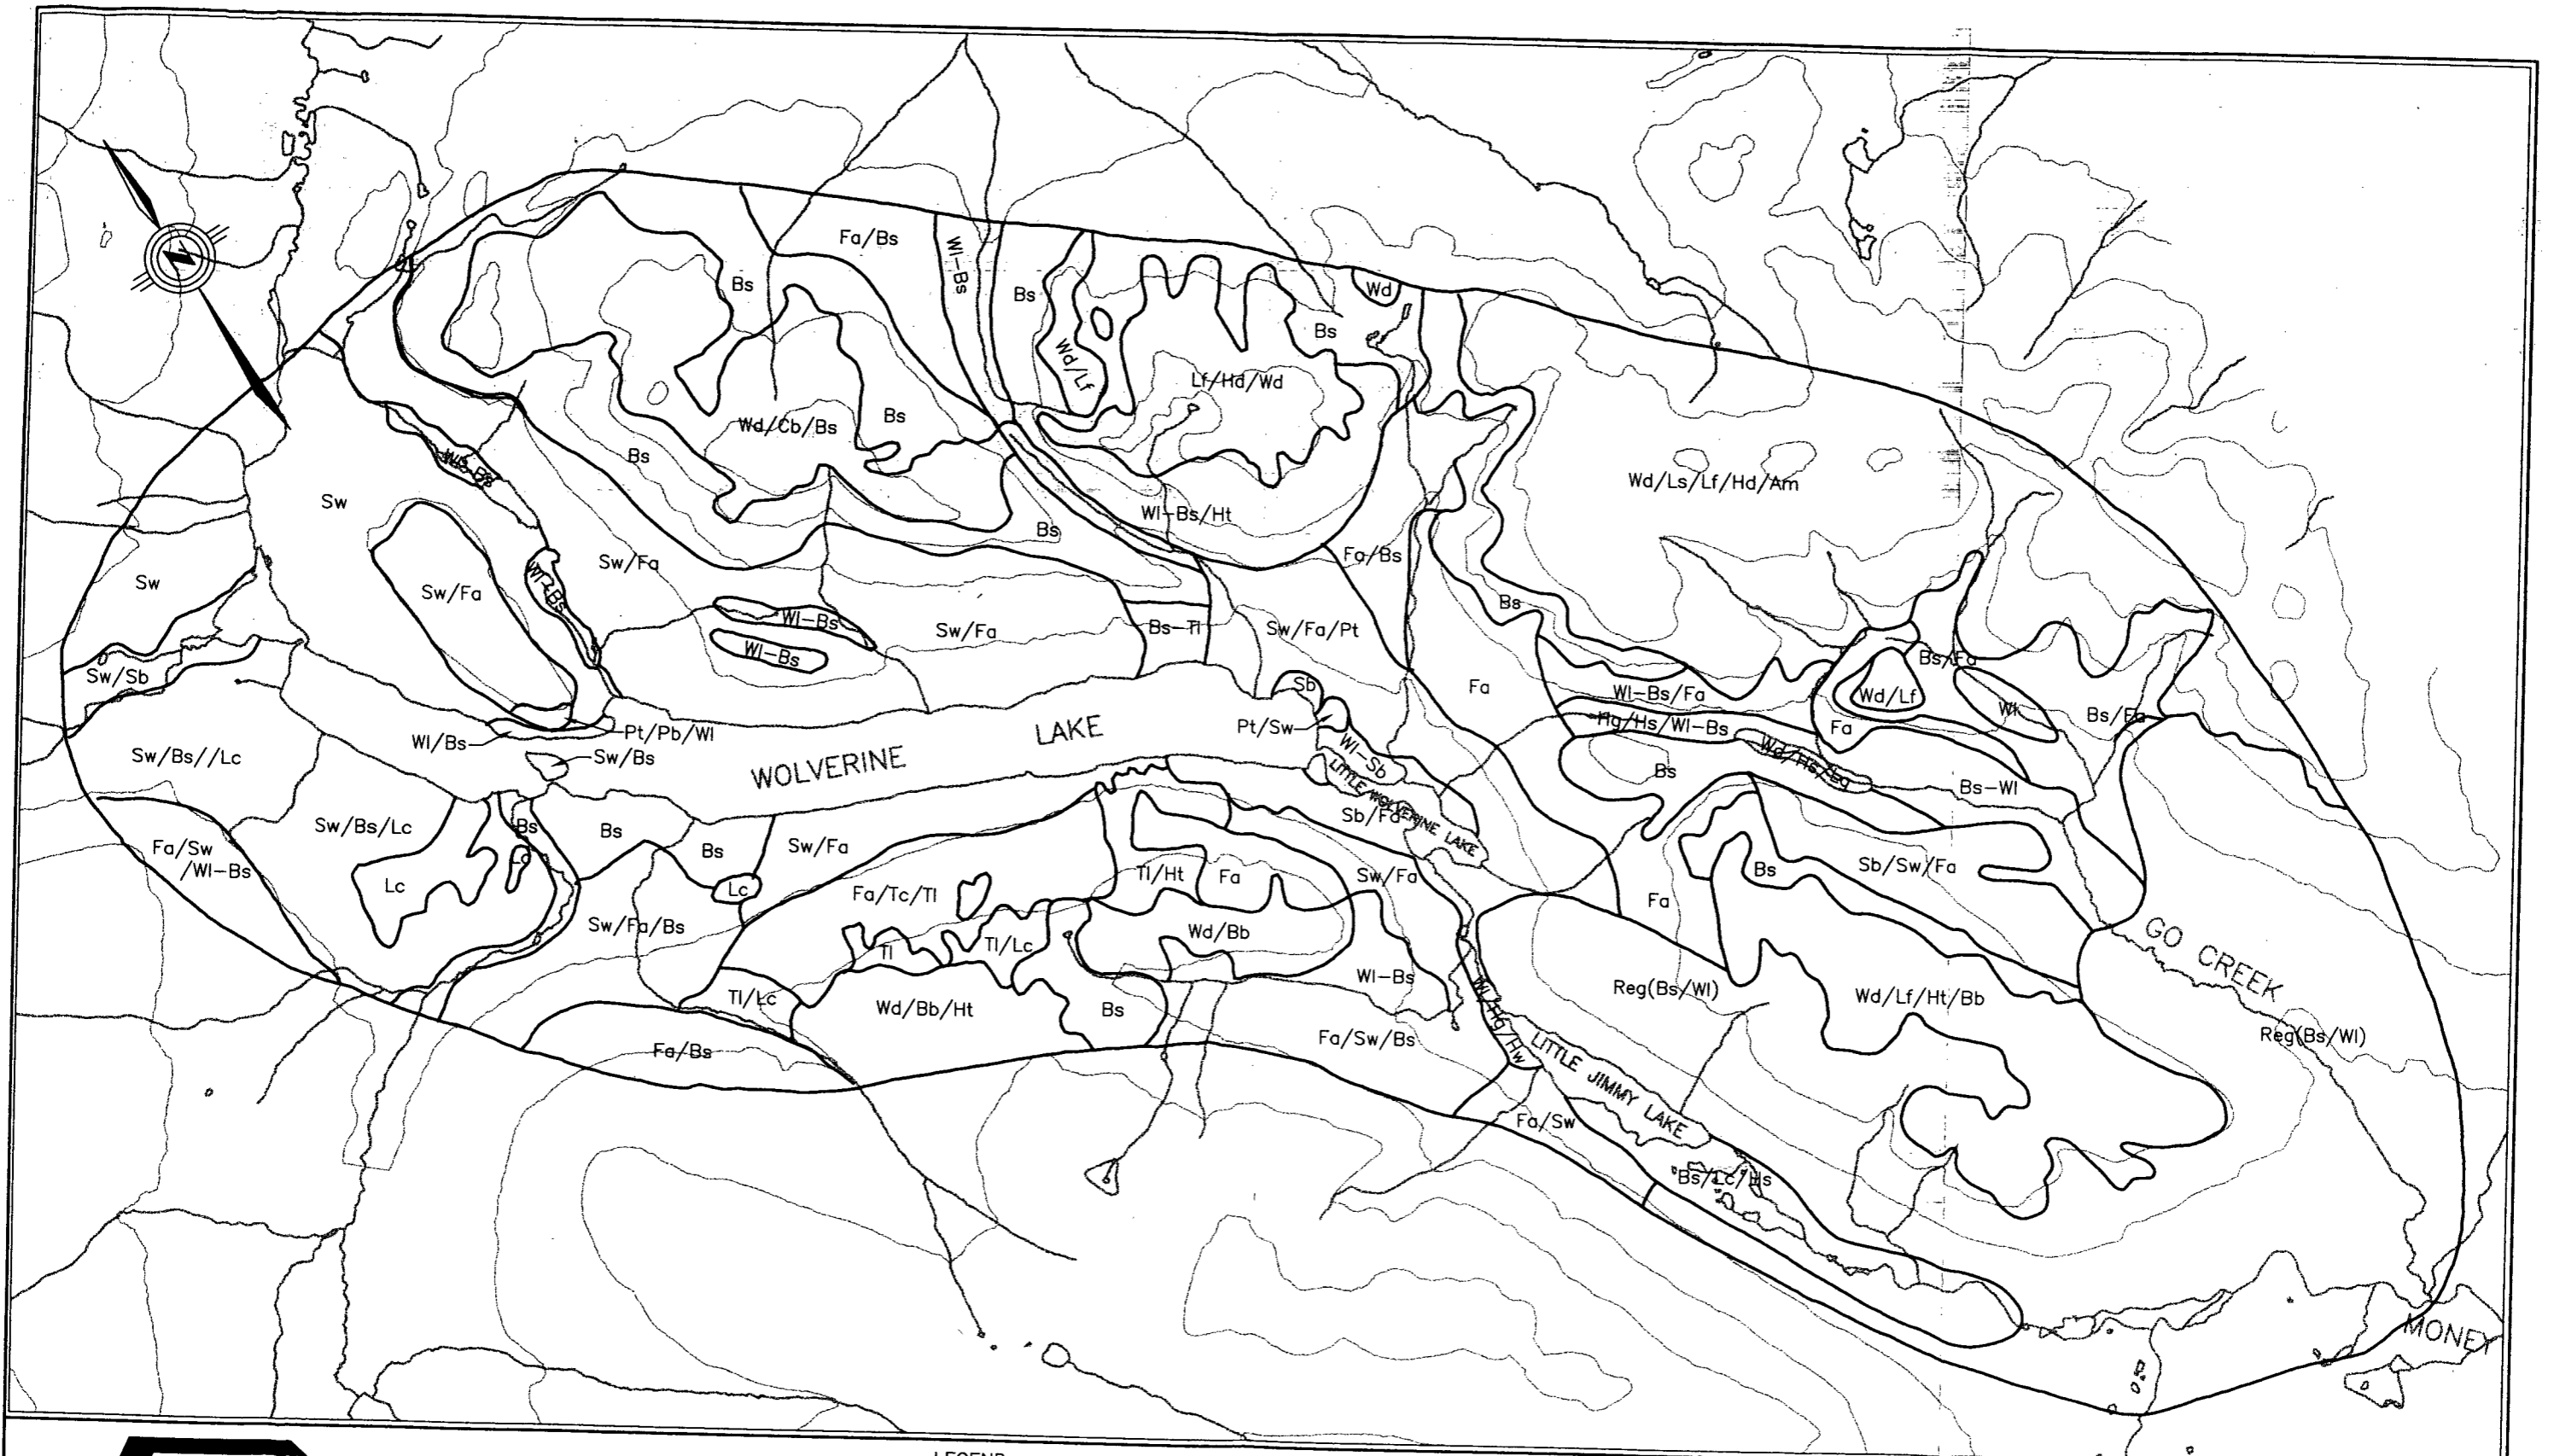 Fa/Bs
Wl-Bs
Bs
Bs
Wd
Bs
Wd/Lf
Lf/Hd/Wd
Wd/Cb/Bs
Bs
Bs
Wd/Ls/Lf/Hd/Am
Sw
Wl-Bs/Ht
Bs
Fa/Bs
Sw/Fa
Sw
Sw/Fa
Wl-Bs
Bs
Wl-Bs
Sw/Fa
Bs-Tl
Sw/Fa/Pt
Wl-Bs
Bs/Fa
Sw/Sb
Sb
Fa
Wl-Bs/Fa
Wd/Lf
Wl
Bs/Fa
Pt/Sw
Hg/Hs/Wl-Bs
Fa
Wl/Bs
Pt/Pb/Wl
LAKE
Wl-Sb
Sw/Bs//Lc
Sw/Bs
WOLVERINE
Bs
Bs-Wl
LITTLE WOLVERINE LAKE
Sw/Bs/Lc
Bs
Bs
Bs
Sw/Fa
Sb/Fa
Fa/Sw
/Wl-Bs
Lc
Lc
Fa/Tc/Tl
Tl/Ht
Fa
Sw/Fa
Bs
Sb/Sw/Fa
Fa
Sw/Fa/Bs
Tl
Tl/Lc
Wd/Bb
Wl-Bs
GO CREEK
Tl/Lc
Wd/Bb/Ht
Bs
Reg(Bs/Wl)
Wd/Lf/Ht/Bb
Wl/Hg/Hw
Fa/Bs
Fa/Sw/Bs
Reg(Bs/Wl)
LITTLE JIMMY LAKE
Fa/Sw
Bs/Lc/Hs
MONEY
LEGEND